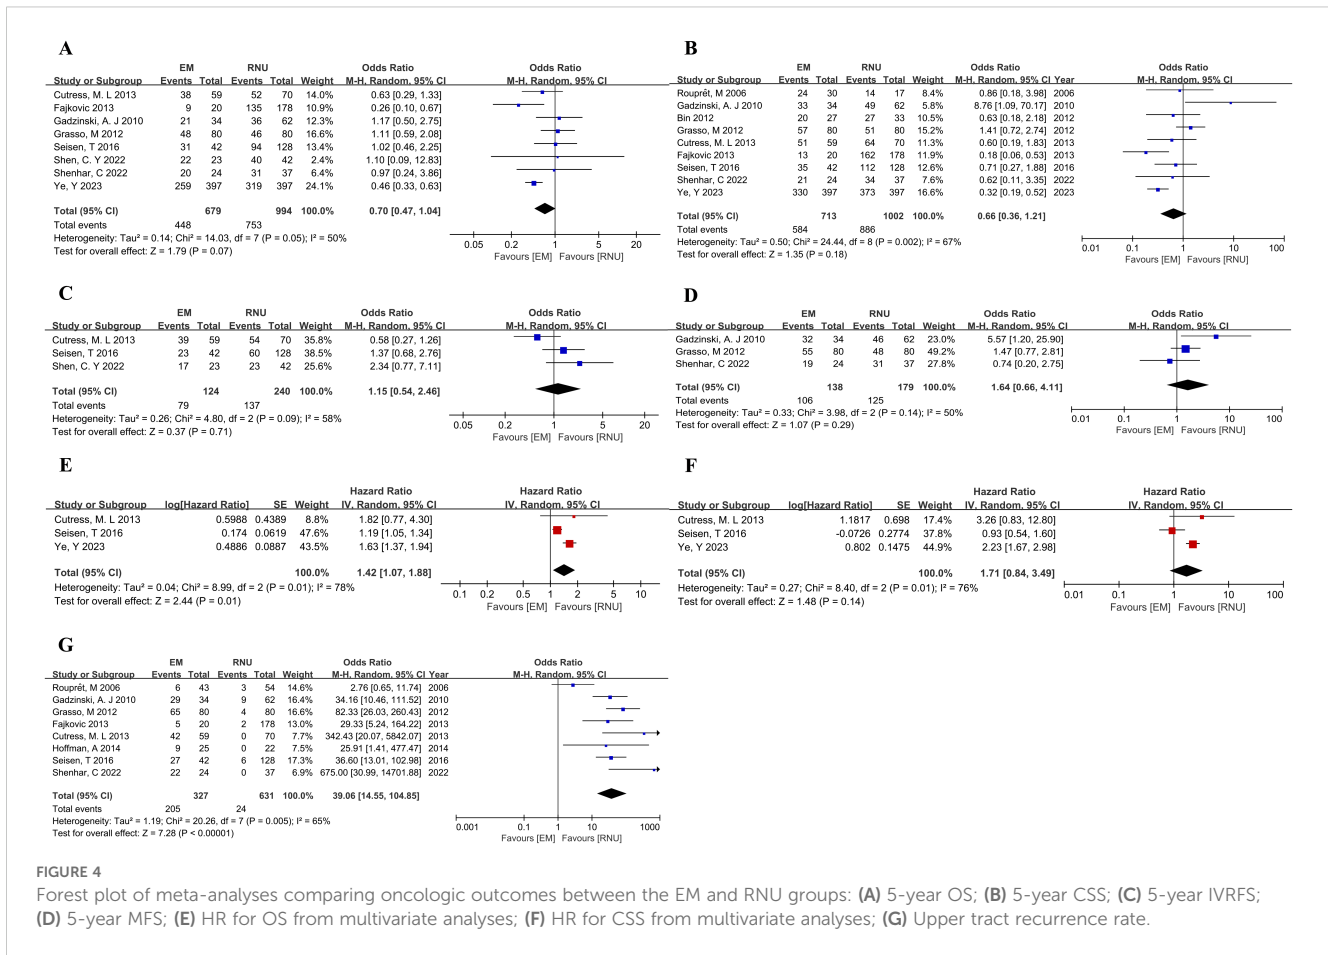 A
EM RNU Odds Ratio Odds Ratio
Study or Subgroup Events Total Events Total Weight M-H. Random. 95% CI M-H. Random. 95% CI
Cutress, M. L 2013 38 59 52 70 14.0% 0.63 [0.29, 1.33]
Fajkovic 2013 9 20 135 178 10.9% 0.26 [0.10, 0.67]
Gadzinski, A. J 2010 21 34 36 62 12.3% 1.17 [0.50, 2.75]
Grasso, M 2012 48 80 46 80 16.6% 1.11 [0.59, 2.08]
Seisen, T 2016 31 42 94 128 13.3% 1.02 [0.46, 2.25]
Shen, C. Y 2022 22 23 40 42 2.4% 1.10 [0.09, 12.83]
Shenhar, C 2022 20 24 31 37 6.4% 0.97 [0.24, 3.86]
Ye, Y 2023 259 397 319 397 24.1% 0.46 [0.33, 0.63]
Total (95% CI) 679 994 100.0% 0.70 [0.47, 1.04]
Total events 448 753
Heterogeneity: Tau² = 0.14; Chi² = 14.03, df = 7 (P = 0.05); I² = 50%
Test for overall effect: Z = 1.79 (P = 0.07)
0.05 0.2 1 5 20
Favours [EM] Favours [RNU]
B
EM RNU Odds Ratio Odds Ratio
Study or Subgroup Events Total Events Total Weight M-H. Random. 95% CI Year M-H. Random. 95% CI
Rouprêt, M 2006 24 30 14 17 8.4% 0.86 [0.18, 3.98] 2006
Gadzinski, A. J 2010 33 34 49 62 5.8% 8.76 [1.09, 70.17] 2010
Bin 2012 20 27 27 33 9.6% 0.63 [0.18, 2.18] 2012
Grasso, M 2012 57 80 51 80 15.2% 1.41 [0.72, 2.74] 2012
Cutress, M. L 2013 51 59 64 70 10.6% 0.60 [0.19, 1.83] 2013
Fajkovic 2013 13 20 162 178 11.9% 0.18 [0.06, 0.53] 2013
Seisen, T 2016 35 42 112 128 13.3% 0.71 [0.27, 1.88] 2016
Shenhar, C 2022 21 24 34 37 8.6% 0.62 [0.11, 3.35] 2022
Ye, Y 2023 330 397 373 397 16.6% 0.32 [0.19, 0.52] 2023
Total (95% CI) 713 1002 100.0% 0.66 [0.36, 1.21]
Total events 584 886
Heterogeneity: Tau² = 0.50; Chi² = 24.44, df = 8 (P = 0.002); I² = 67%
Test for overall effect: Z = 1.35 (P = 0.18)
0.01 0.1 1 10 100
Favours [EM] Favours [RNU]
C
EM RNU Odds Ratio Odds Ratio
Study or Subgroup Events Total Events Total Weight M-H. Random. 95% CI M-H. Random. 95% CI
Cutress, M. L 2013 39 59 54 70 35.8% 0.58 [0.27, 1.26]
Seisen, T 2016 23 42 60 128 38.5% 1.37 [0.68, 2.76]
Shen, C. Y 2022 17 23 23 42 25.6% 2.34 [0.77, 7.11]
Total (95% CI) 124 240 100.0% 1.15 [0.54, 2.46]
Total events 79 137
Heterogeneity: Tau² = 0.26; Chi² = 4.80, df = 2 (P = 0.09); I² = 58%
Test for overall effect: Z = 0.37 (P = 0.71)
0.05 0.2 1 5 20
Favours [EM] Favours [RNU]
D
EM RNU Odds Ratio Odds Ratio
Study or Subgroup Events Total Events Total Weight M-H. Random. 95% CI M-H. Random. 95% CI
Gadzinski, A. J 2010 32 34 46 62 23.0% 5.57 [1.20, 25.90]
Grasso, M 2012 55 80 48 80 49.2% 1.47 [0.77, 2.81]
Shenhar, C 2022 19 24 31 37 27.8% 0.74 [0.20, 2.75]
Total (95% CI) 138 179 100.0% 1.64 [0.66, 4.11]
Total events 106 125
Heterogeneity: Tau² = 0.33; Chi² = 3.98, df = 2 (P = 0.14); I² = 50%
Test for overall effect: Z = 1.07 (P = 0.29)
0.01 0.1 1 10 100
Favours [EM] Favours [RNU]
E
Hazard Ratio Hazard Ratio
Study or Subgroup log[Hazard Ratio] SE Weight IV. Random. 95% CI IV. Random. 95% CI
Cutress, M. L 2013 0.5988 0.4389 8.8% 1.82 [0.77, 4.30]
Seisen, T 2016 0.174 0.0619 47.6% 1.19 [1.05, 1.34]
Ye, Y 2023 0.4886 0.0887 43.5% 1.63 [1.37, 1.94]
Total (95% CI) 100.0% 1.42 [1.07, 1.88]
Heterogeneity: Tau² = 0.04; Chi² = 8.99, df = 2 (P = 0.01); I² = 78%
Test for overall effect: Z = 2.44 (P = 0.01)
0.1 0.2 0.5 1 2 5 10
Favours [EM] Favours [RNU]
F
Hazard Ratio Hazard Ratio
Study or Subgroup log[Hazard Ratio] SE Weight IV. Random. 95% CI IV. Random. 95% CI
Cutress, M. L 2013 1.1817 0.698 17.4% 3.26 [0.83, 12.80]
Seisen, T 2016 -0.0726 0.2774 37.8% 0.93 [0.54, 1.60]
Ye, Y 2023 0.802 0.1475 44.9% 2.23 [1.67, 2.98]
Total (95% CI) 100.0% 1.71 [0.84, 3.49]
Heterogeneity: Tau² = 0.27; Chi² = 8.40, df = 2 (P = 0.01); I² = 76%
Test for overall effect: Z = 1.48 (P = 0.14)
0.01 0.1 1 10 100
Favours [EM] Favours [RNU]
G
EM RNU Odds Ratio Odds Ratio
Study or Subgroup Events Total Events Total Weight M-H. Random. 95% CI Year M-H. Random. 95% CI
Rouprêt, M 2006 6 43 3 54 14.6% 2.76 [0.65, 11.74] 2006
Gadzinski, A. J 2010 29 34 9 62 16.4% 34.16 [10.46, 111.52] 2010
Grasso, M 2012 65 80 4 80 16.6% 82.33 [26.03, 260.43] 2012
Fajkovic 2013 5 20 2 178 13.0% 29.33 [5.24, 164.22] 2013
Cutress, M. L 2013 42 59 0 70 7.7% 342.43 [20.07, 5842.07] 2013
Hoffman, A 2014 9 25 0 22 7.5% 25.91 [1.41, 477.47] 2014
Seisen, T 2016 27 42 6 128 17.3% 36.60 [13.01, 102.98] 2016
Shenhar, C 2022 22 24 0 37 6.9% 675.00 [30.99, 14701.88] 2022
Total (95% CI) 327 631 100.0% 39.06 [14.55, 104.85]
Total events 205 24
Heterogeneity: Tau² = 1.19; Chi² = 20.26, df = 7 (P = 0.005); I² = 65%
Test for overall effect: Z = 7.28 (P < 0.00001)
0.001 0.1 1 10 1000
Favours [EM] Favours [RNU]
FIGURE 4
Forest plot of meta-analyses comparing oncologic outcomes between the EM and RNU groups: (A) 5-year OS; (B) 5-year CSS; (C) 5-year IVRFS;
(D) 5-year MFS; (E) HR for OS from multivariate analyses; (F) HR for CSS from multivariate analyses; (G) Upper tract recurrence rate.